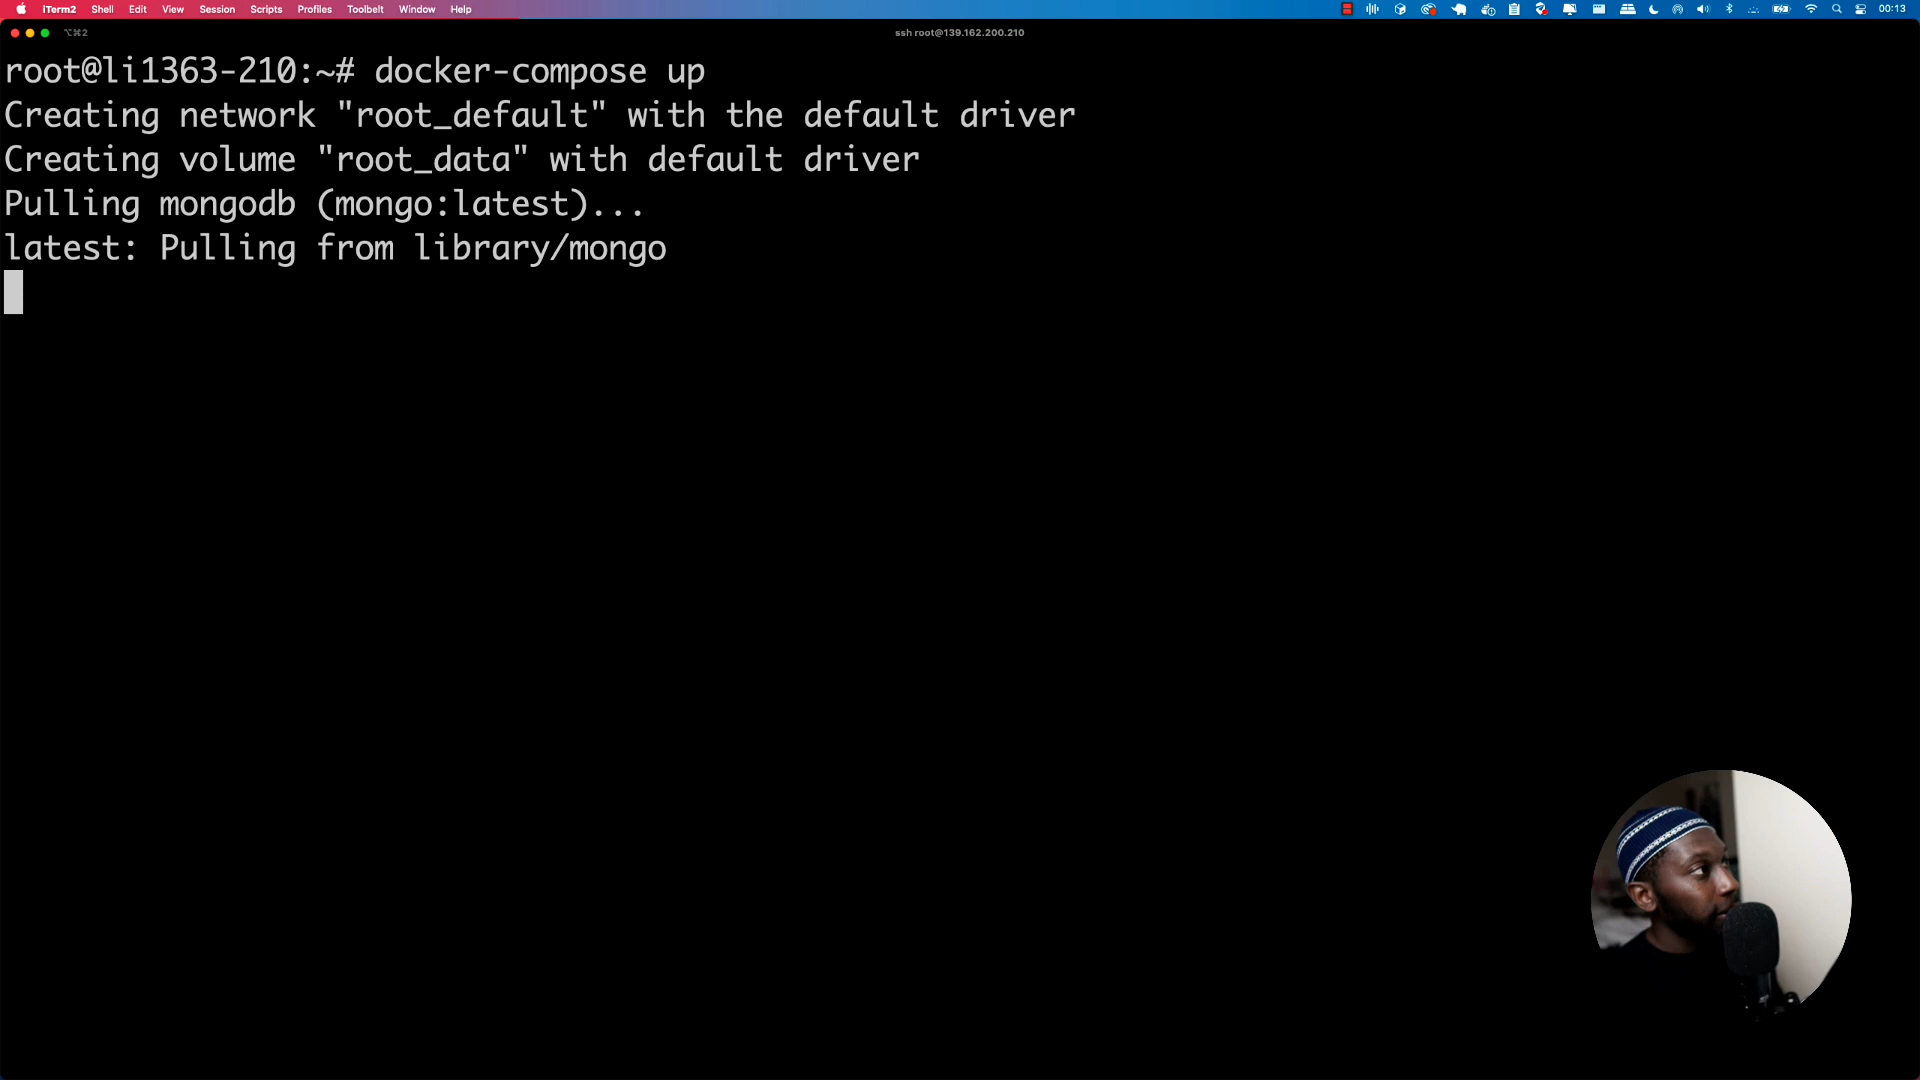 iTerm2 Shell Edit View Session Scripts Profiles Toolbelt Window Help 00:13
⌥⌘2 ssh root@139.162.200.210
root@li1363-210:~# docker-compose up
Creating network "root_default" with the default driver
Creating volume "root_data" with default driver
Pulling mongodb (mongo:latest)...
latest: Pulling from library/mongo